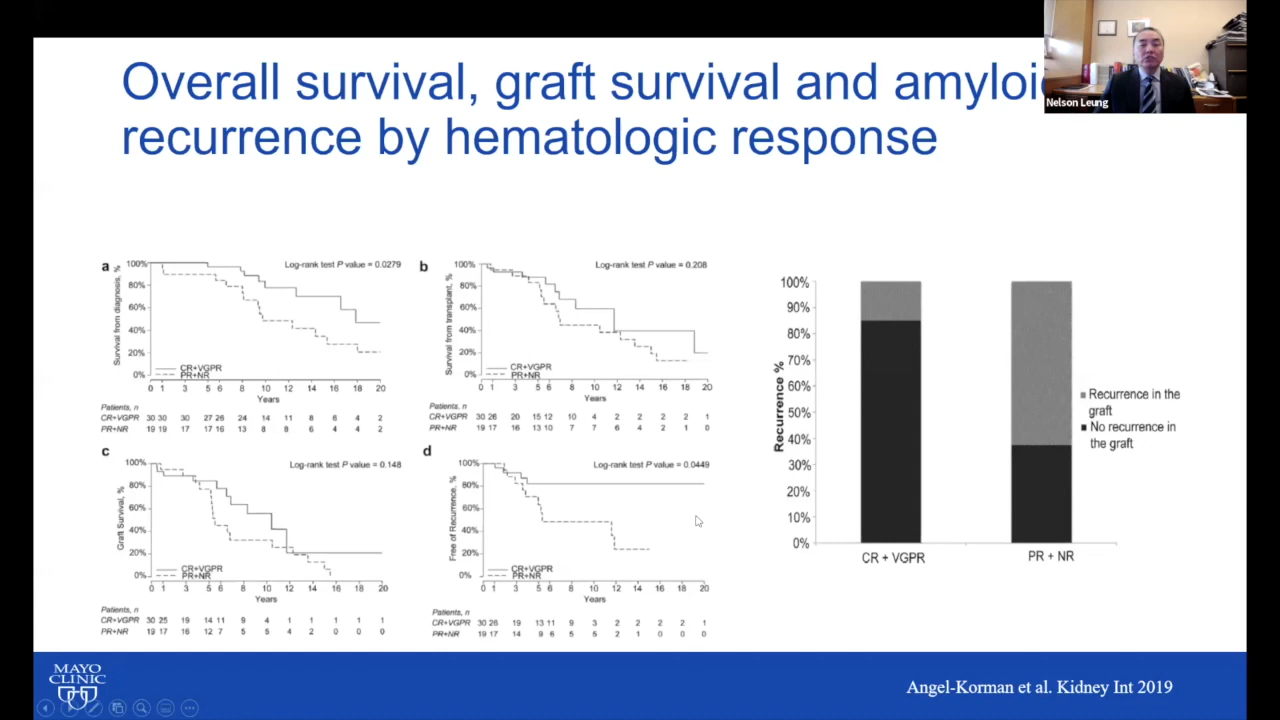 Overall survival, graft survival and amyloi
recurrence by hematologic response
Nelson Leung
a
Log-rank test P value = 0.0279
Survival from diagnosis, %
100%
80%
60%
40%
20%
0%
CR+VGPR
PR+NR
0 1 3 5 6 8 10 12 14 16 18 20
Years
Patients, n
CR+VGPR 30 30 30 27 26 24 14 11 8 6 4 2
PR+NR 19 19 17 17 16 13 8 8 6 4 4 2
b
Log-rank test P value = 0.208
Survival from transplant, %
100%
80%
60%
40%
20%
0%
CR+VGPR
PR+NR
0 1 3 5 6 8 10 12 14 16 18 20
Years
Patients, n
CR+VGPR 30 26 20 15 12 10 4 2 2 2 2 1
PR+NR 19 17 16 13 10 7 7 6 4 2 1 0
c
Log-rank test P value = 0.148
Graft Survival, %
100%
80%
60%
40%
20%
0%
CR+VGPR
PR+NR
0 1 3 5 6 8 10 12 14 16 18 20
Years
Patients, n
CR+VGPR 30 25 19 14 11 9 4 1 1 1 1 1
PR+NR 19 17 16 12 7 5 5 4 2 0 0 0
d
Log-rank test P value = 0.0449
Free of Recurrence, %
100%
80%
60%
40%
20%
0%
CR+VGPR
PR+NR
0 1 3 5 6 8 10 12 14 16 18 20
Years
Patients, n
CR+VGPR 30 26 19 13 11 9 3 2 2 2 2 1
PR+NR 19 17 14 9 6 5 5 2 1 0 0 0
Recurrence %
100%
90%
80%
70%
60%
50%
40%
30%
20%
10%
0%
CR + VGPR
PR + NR
Recurrence in the
graft
No recurrence in
the graft
MAYO
CLINIC
Angel-Korman et al. Kidney Int 2019